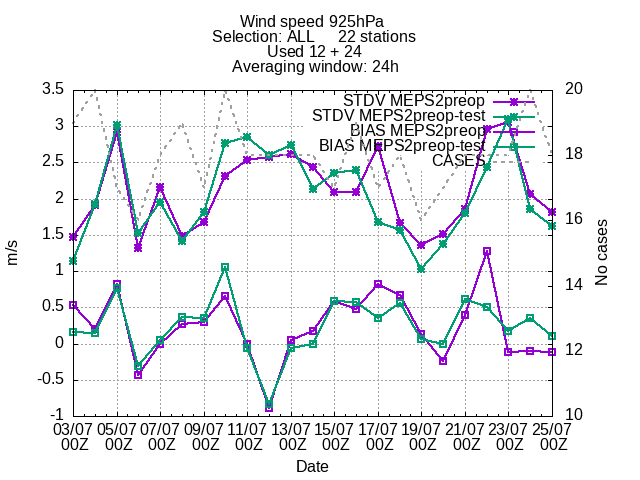 Wind speed 925hPa
Selection: ALL 22 stations
Used 12 + 24
Averaging window: 24h
3.5
3
2.5
2
1.5
1
0.5
0
-0.5
-1
m/s
STDV MEPS2preop
STDV MEPS2preop-test
BIAS MEPS2preop
BIAS MEPS2preop-test
CASES
20
18
16
14
12
10
No cases
03/07 05/07 07/07 09/07 11/07 13/07 15/07 17/07 19/07 21/07 23/07 25/07
00Z 00Z 00Z 00Z 00Z 00Z 00Z 00Z 00Z 00Z 00Z 00Z
Date